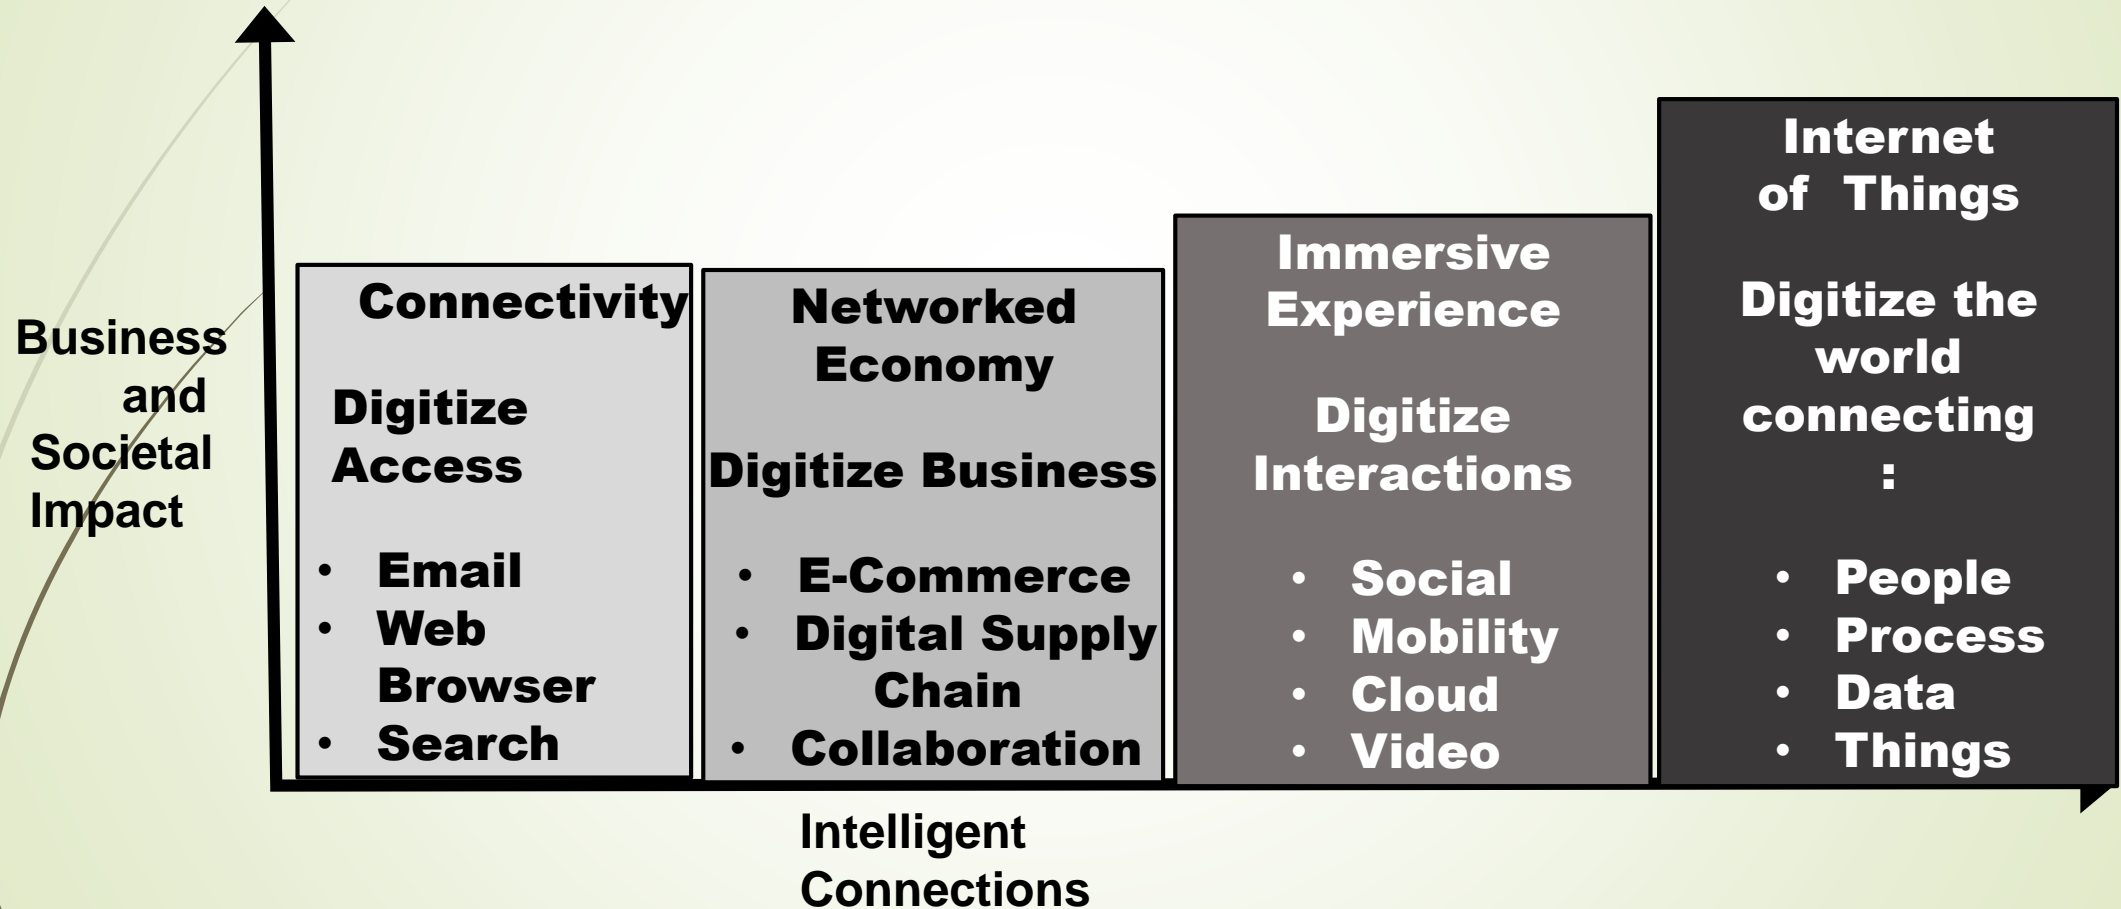 Business
and
Societal
Impact
Connectivity
Digitize
Access
• Email
• Web
Browser
• Search
Networked
Economy
Digitize Business
• E-Commerce
• Digital Supply
Chain
• Collaboration
Immersive
Experience
Digitize
Interactions
• Social
• Mobility
• Cloud
• Video
Internet
of Things
Digitize the
world
connecting
:
• People
• Process
• Data
• Things
Intelligent
Connections